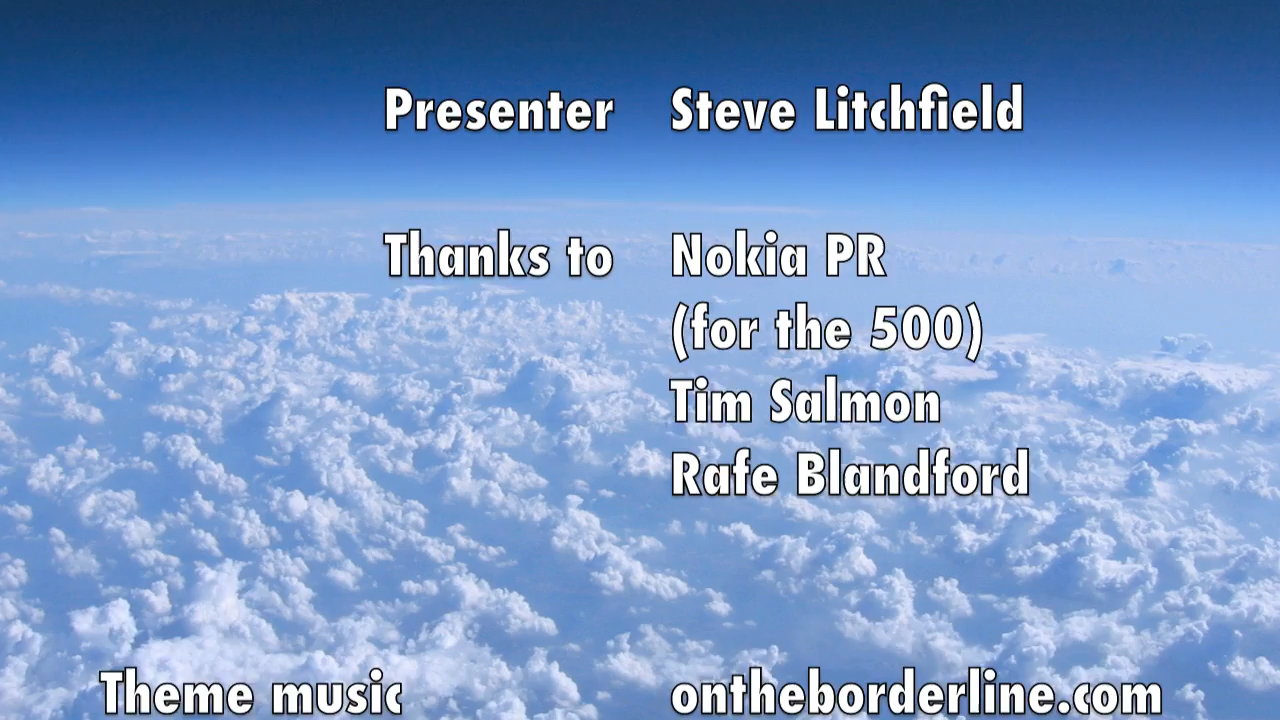 Presenter Steve Litchfield
Thanks to Nokia PR
(for the 500)
Tim Salmon
Rafe Blandford
Theme music ontheborderline.com